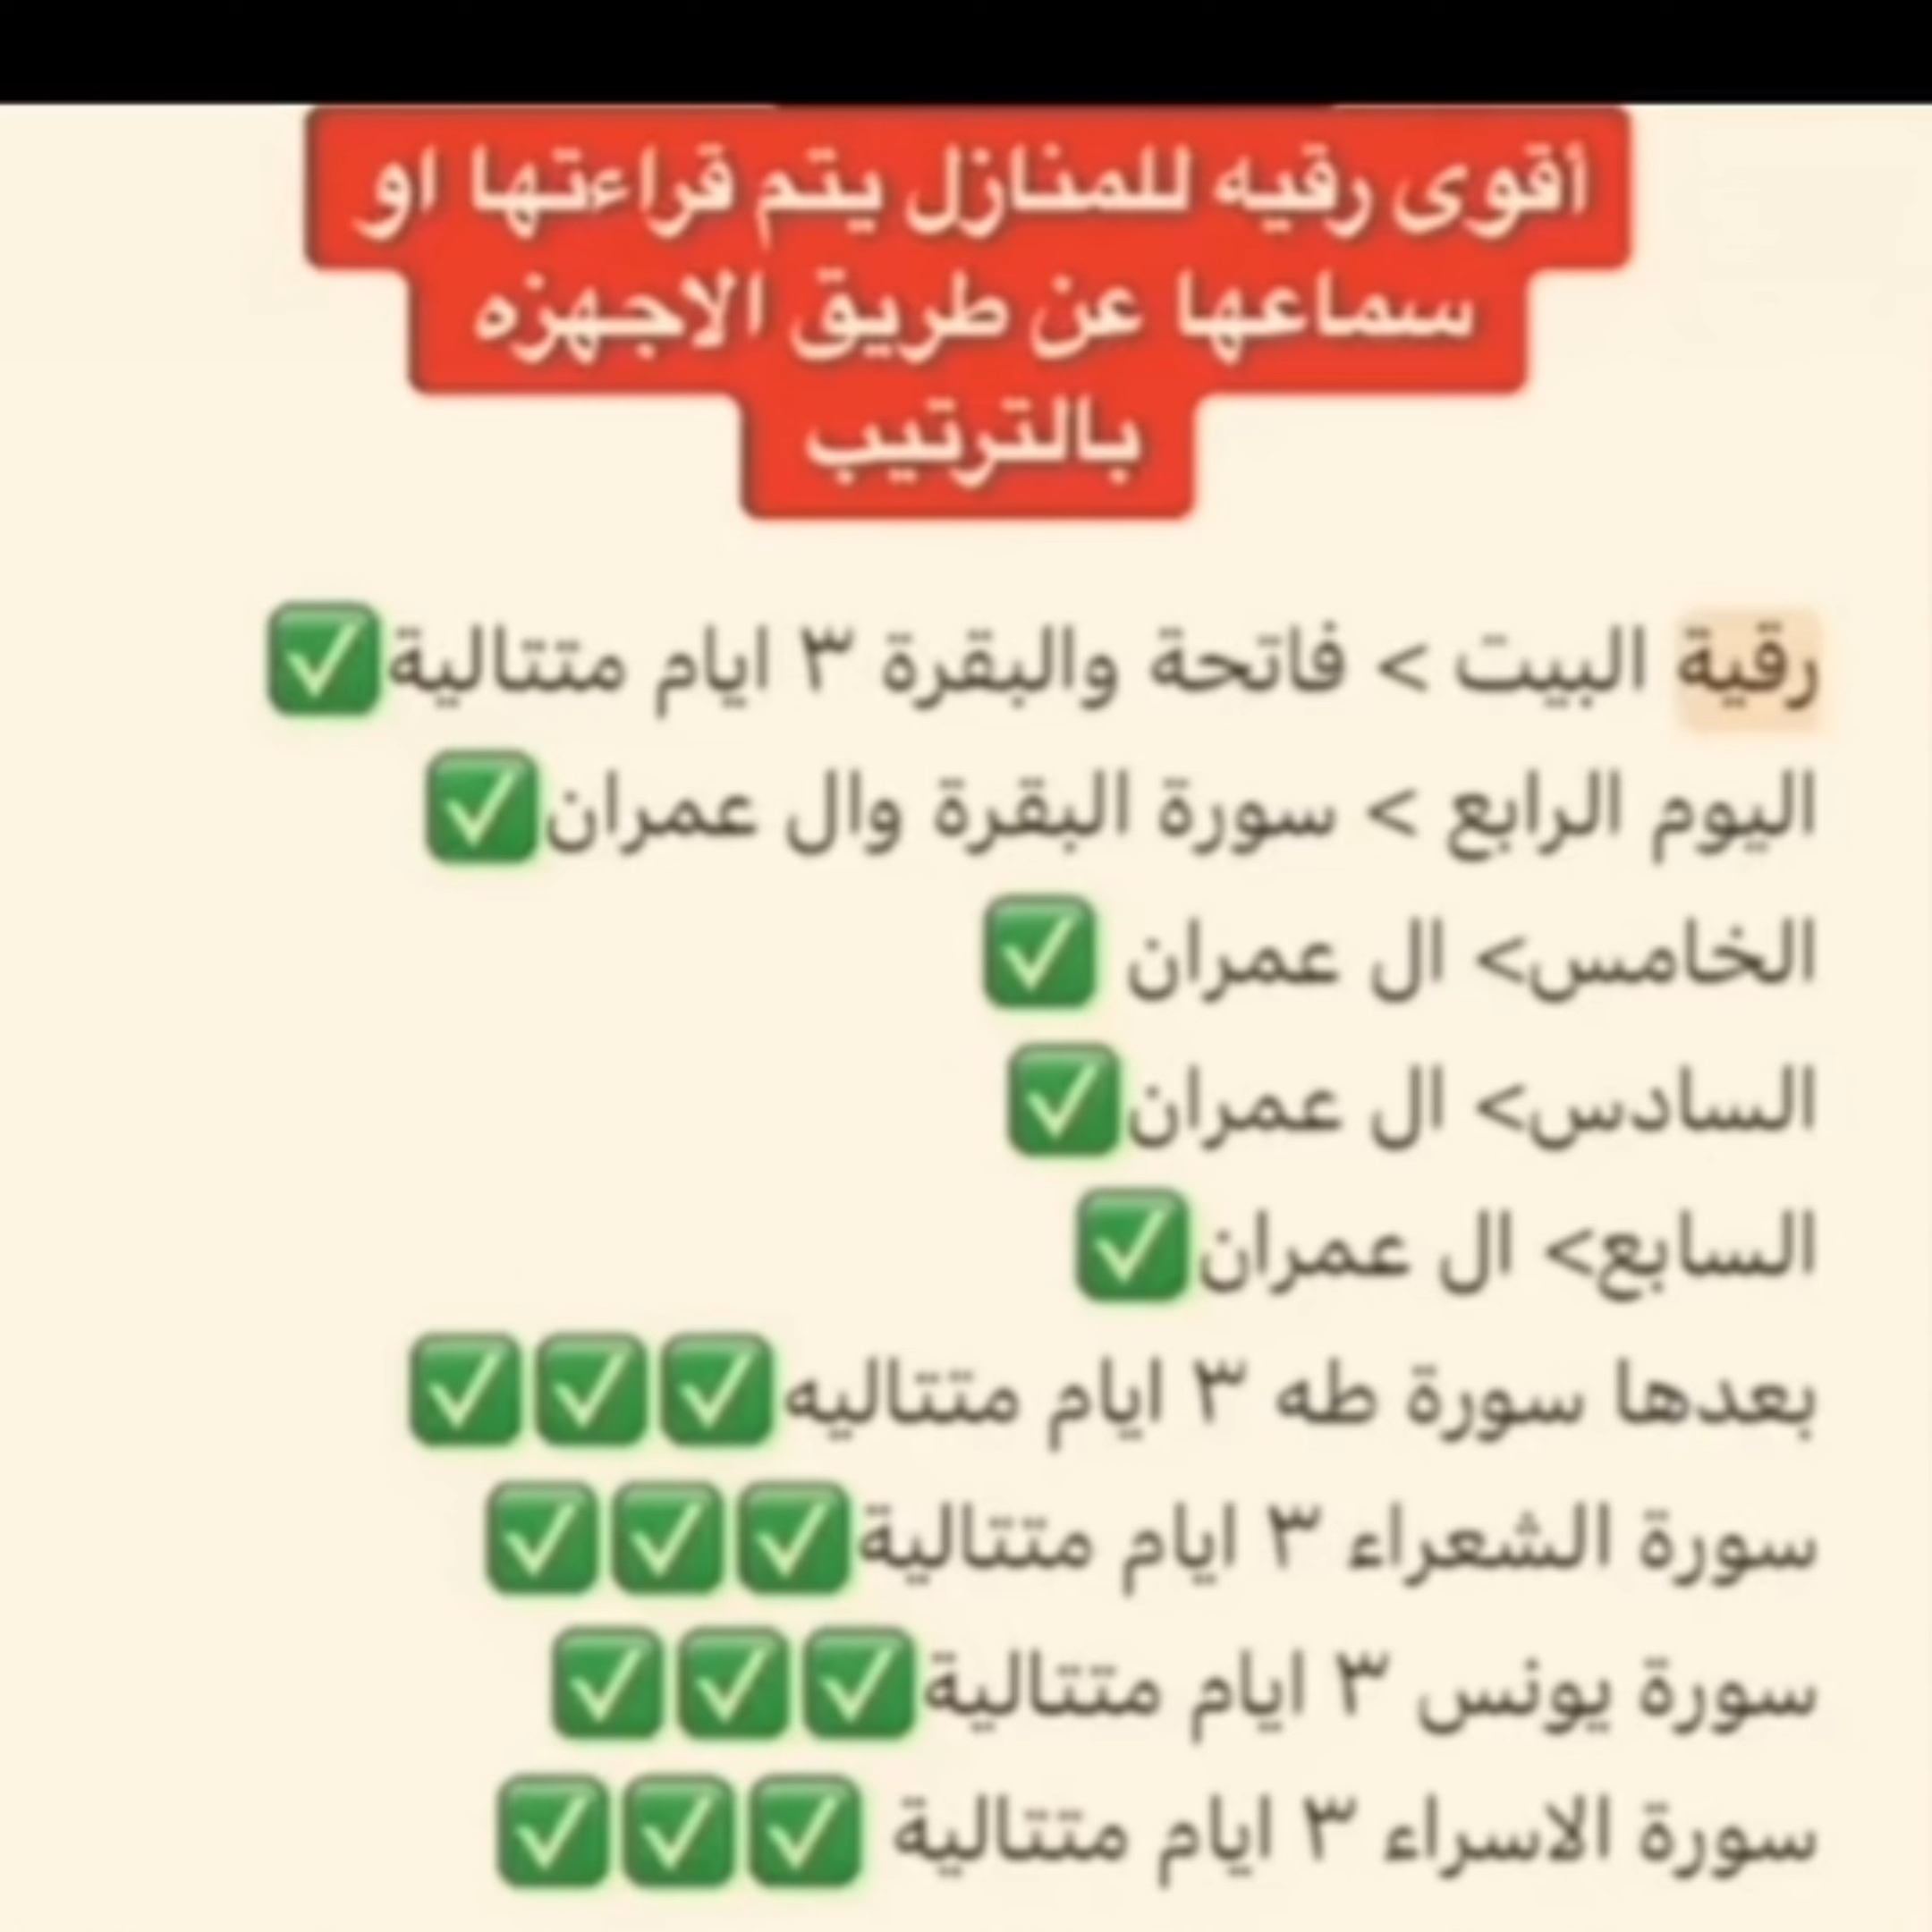 أقوى رقيه للمنازل يتم قراءتها او
سماعها عن طريق الاجهزه
بالترتيب
رقية البيت > فاتحة والبقرة ٣ ايام متتالية✅
اليوم الرابع > سورة البقرة وال عمران✅
الخامس> ال عمران ✅
السادس> ال عمران✅
السابع> ال عمران✅
بعدها سورة طه ٣ ايام متتاليه✅✅✅
سورة الشعراء ٣ ايام متتالية✅✅✅
سورة يونس ٣ ايام متتالية✅✅✅
سورة الاسراء ٣ ايام متتالية ✅✅✅